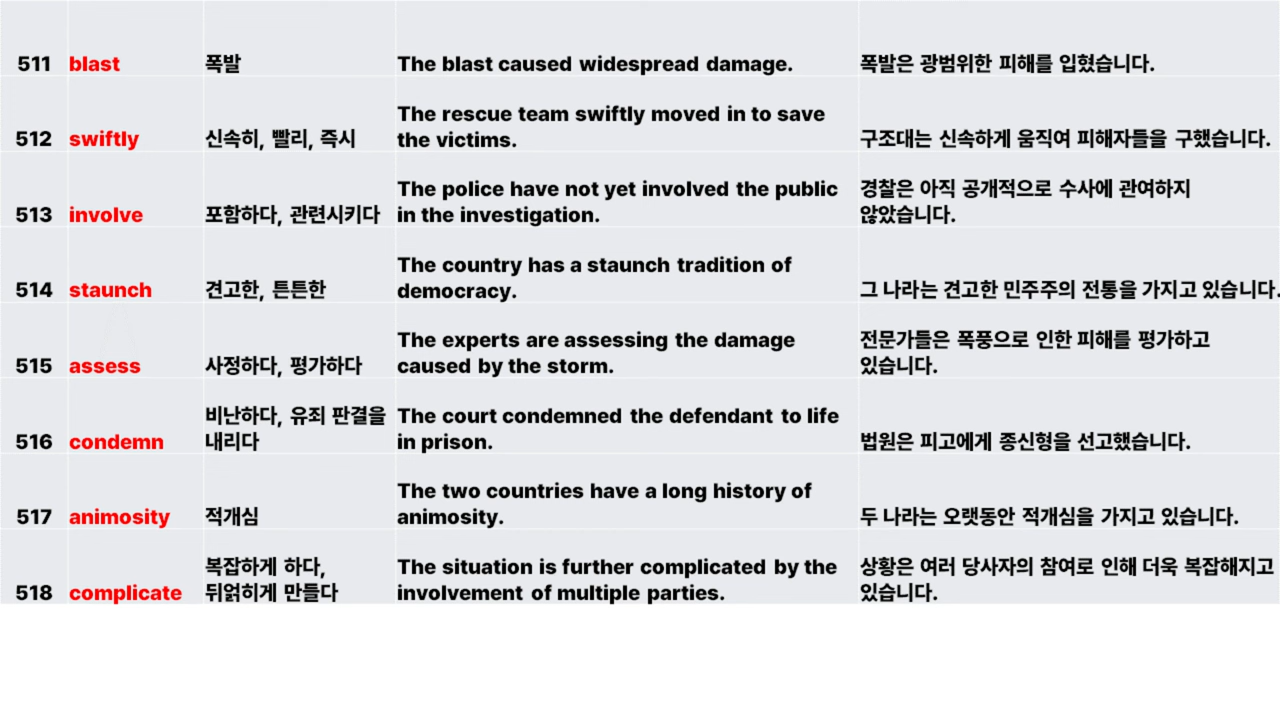 511 blast 폭발 The blast caused widespread damage. 폭발은 광범위한 피해를 입혔습니다.
The rescue team swiftly moved in to save
512 swiftly 신속히, 빨리, 즉시 the victims. 구조대는 신속하게 움직여 피해자들을 구했습니다.
The police have not yet involved the public 경찰은 아직 공개적으로 수사에 관여하지
513 involve 포함하다, 관련시키다 in the investigation. 않았습니다.
The country has a staunch tradition of
514 staunch 견고한, 튼튼한 democracy. 그 나라는 견고한 민주주의 전통을 가지고 있습니다.
The experts are assessing the damage 전문가들은 폭풍으로 인한 피해를 평가하고
515 assess 사정하다, 평가하다 caused by the storm. 있습니다.
비난하다, 유죄 판결을 The court condemned the defendant to life
516 condemn 내리다 in prison. 법원은 피고에게 종신형을 선고했습니다.
The two countries have a long history of
517 animosity 적개심 animosity. 두 나라는 오랫동안 적개심을 가지고 있습니다.
복잡하게 하다, The situation is further complicated by the 상황은 여러 당사자의 참여로 인해 더욱 복잡해지고
518 complicate 뒤얽히게 만들다 involvement of multiple parties. 있습니다.